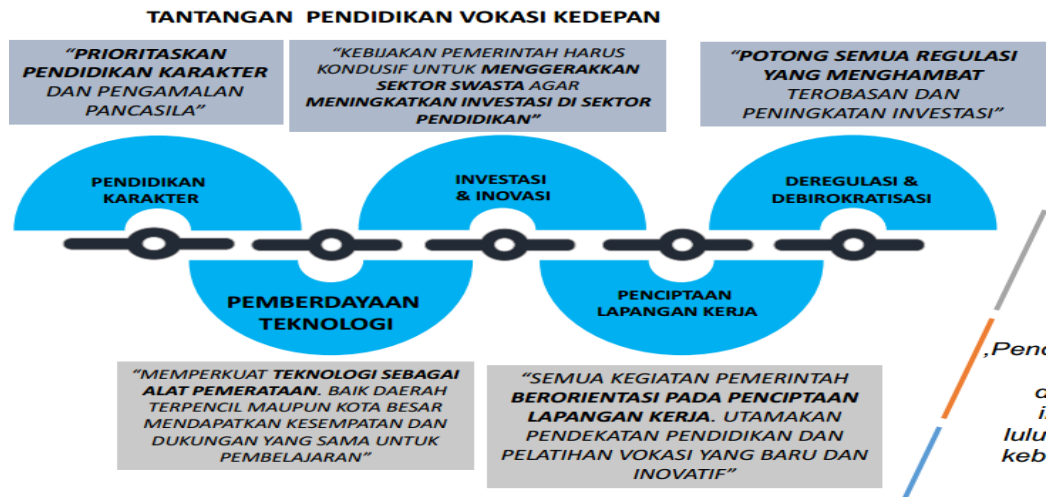 TANTANGAN PENDIDIKAN VOKASI KEDEPAN
“PRIORITASKAN
PENDIDIKAN KARAKTER
DAN PENGAMALAN
PANCASILA”
“KEBIJAKAN PEMERINTAH HARUS
KONDUSIF UNTUK MENGGERAKKAN
SEKTOR SWASTA AGAR
MENINGKATKAN INVESTASI DI SEKTOR
PENDIDIKAN”
“POTONG SEMUA REGULASI
YANG MENGHAMBAT
TEROBASAN DAN
PENINGKATAN INVESTASI”
PENDIDIKAN
KARAKTER
INVESTASI
& INOVASI
DEREGULASI &
DEBIROKRATISASI
PEMBERDAYAAN
TEKNOLOGI
PENCIPTAAN
LAPANGAN KERJA
“MEMPERKUAT TEKNOLOGI SEBAGAI
ALAT PEMERATAAN. BAIK DAERAH
TERPENCIL MAUPUN KOTA BESAR
MENDAPATKAN KESEMPATAN DAN
DUKUNGAN YANG SAMA UNTUK
PEMBELAJARAN”
“SEMUA KEGIATAN PEMERINTAH
BERORIENTASI PADA PENCIPTAAN
LAPANGAN KERJA. UTAMAKAN
PENDEKATAN PENDIDIKAN DAN
PELATIHAN VOKASI YANG BARU DAN
INOVATIF”